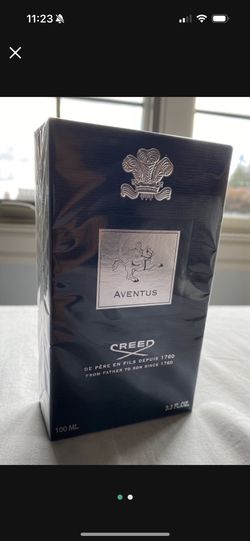 11:23
AVENTUS
CREED
DE PÈRE EN FILS DEPUIS 1760
FROM FATHER TO SON SINCE 1760
100 ML
3.3 FL.OZ.